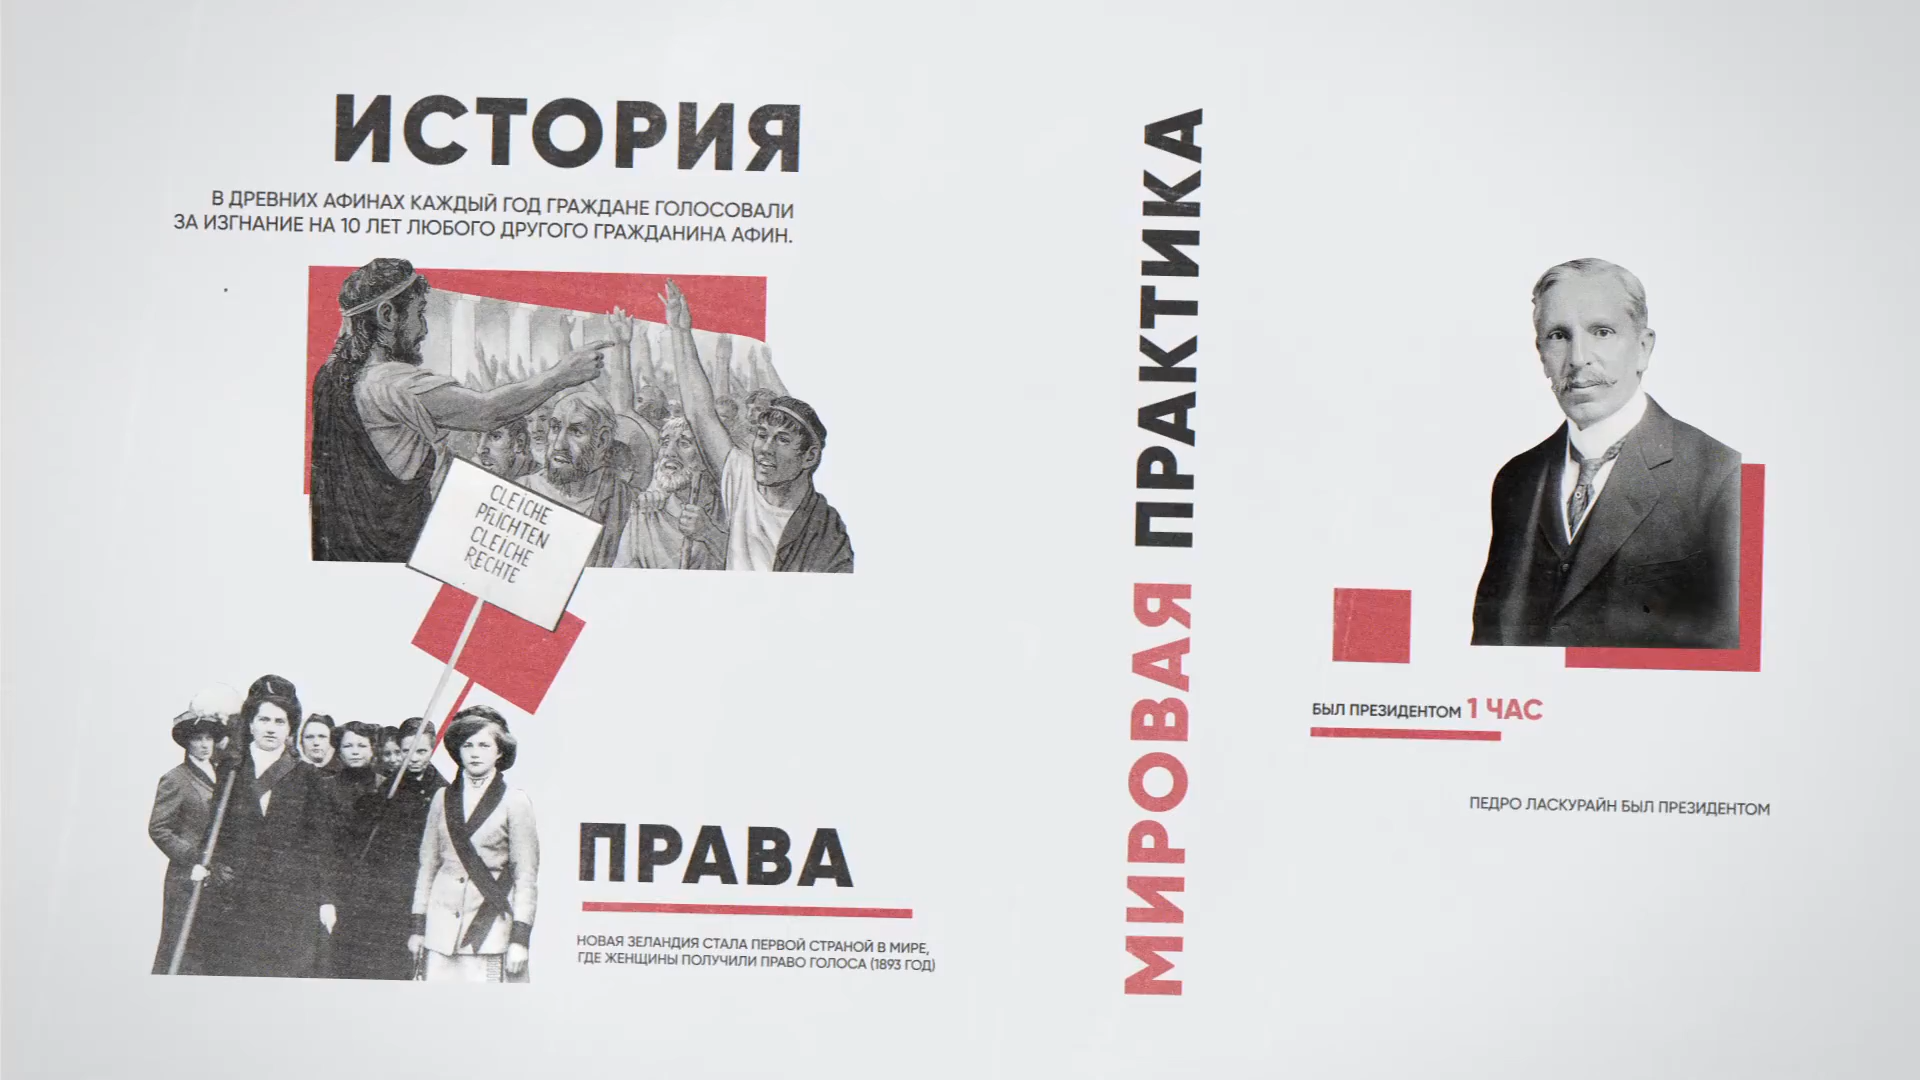 ИСТОРИЯ
В ДРЕВНИХ АФИНАХ КАЖДЫЙ ГОД ГРАЖДАНЕ ГОЛОСОВАЛИ
ЗА ИЗГНАНИЕ НА 10 ЛЕТ ЛЮБОГО ДРУГОГО ГРАЖДАНИНА АФИН.
CLEICHE
PFLICHTEN
CLEICHE
RECHTE
ПРАВА
НОВАЯ ЗЕЛАНДИЯ СТАЛА ПЕРВОЙ СТРАНОЙ В МИРЕ,
ГДЕ ЖЕНЩИНЫ ПОЛУЧИЛИ ПРАВО ГОЛОСА (1893 ГОД)
МИРОВАЯ ПРАКТИКА
БЫЛ ПРЕЗИДЕНТОМ 1 ЧАС
ПЕДРО ЛАСКУРАЙН БЫЛ ПРЕЗИДЕНТОМ